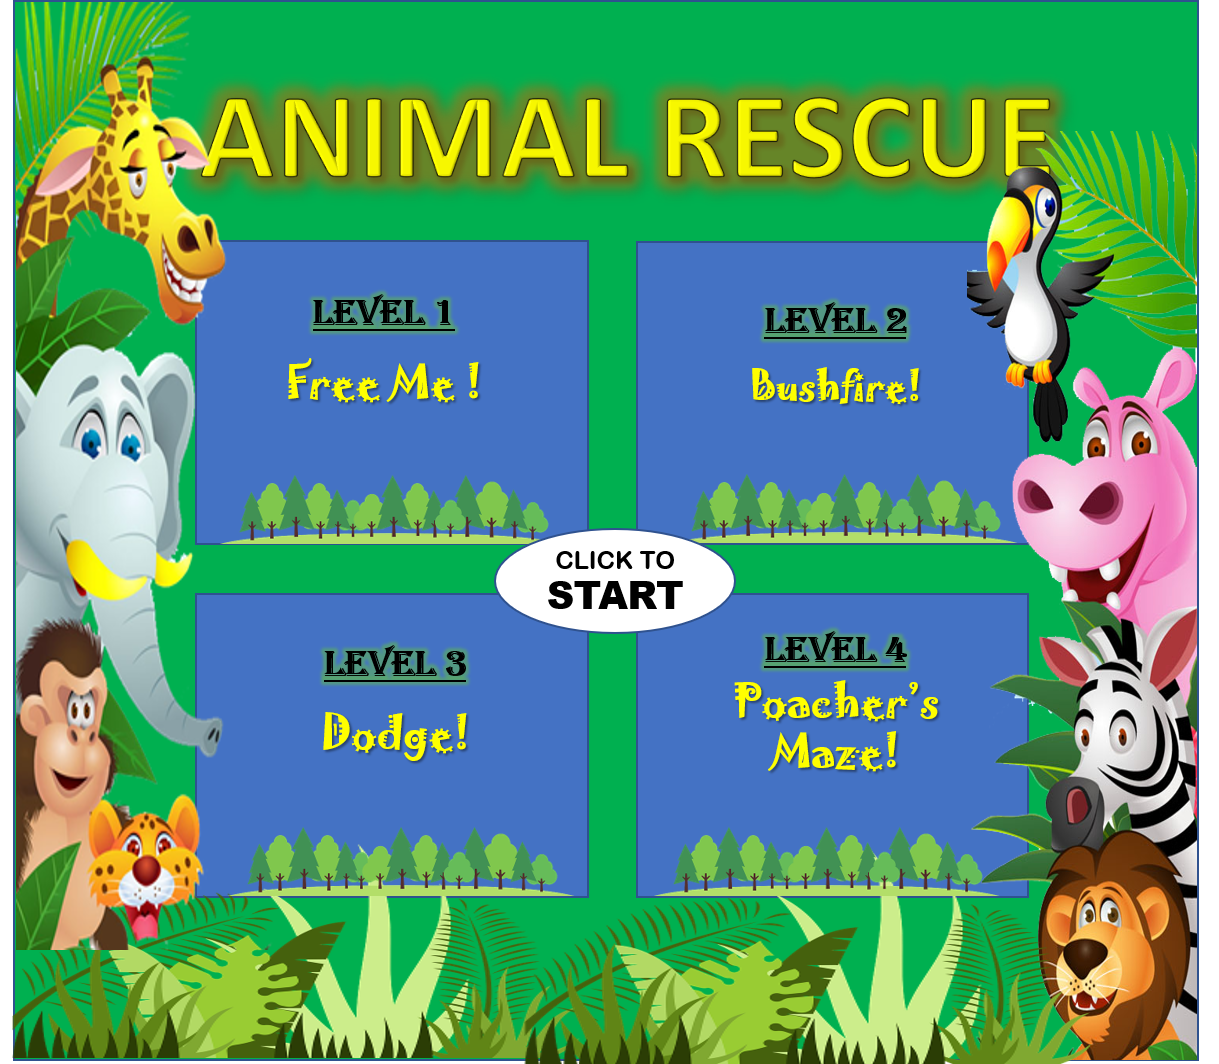 ANIMAL RESCUE
LEVEL 1
Free Me !
LEVEL 2
Bushfire!
CLICK TO
START
LEVEL 3
Dodge!
LEVEL 4
Poacher’s
Maze!